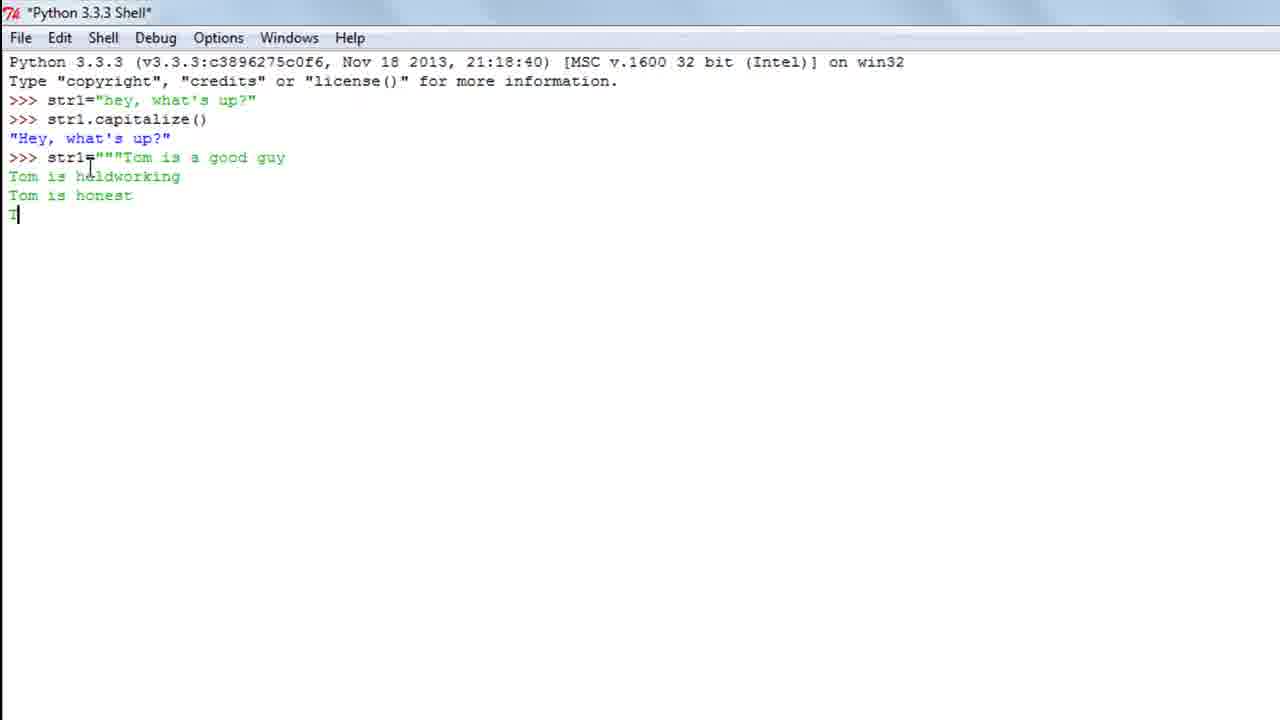 *Python 3.3.3 Shell*
File Edit Shell Debug Options Windows Help
Python 3.3.3 (v3.3.3:c3896275c0f6, Nov 18 2013, 21:18:40) [MSC v.1600 32 bit (Intel)] on win32
Type "copyright", "credits" or "license()" for more information.
>>> str1="hey, what's up?"
>>> str1.capitalize()
"Hey, what's up?"
>>> str1="""Tom is a good guy
Tom is haldworking
Tom is honest
T